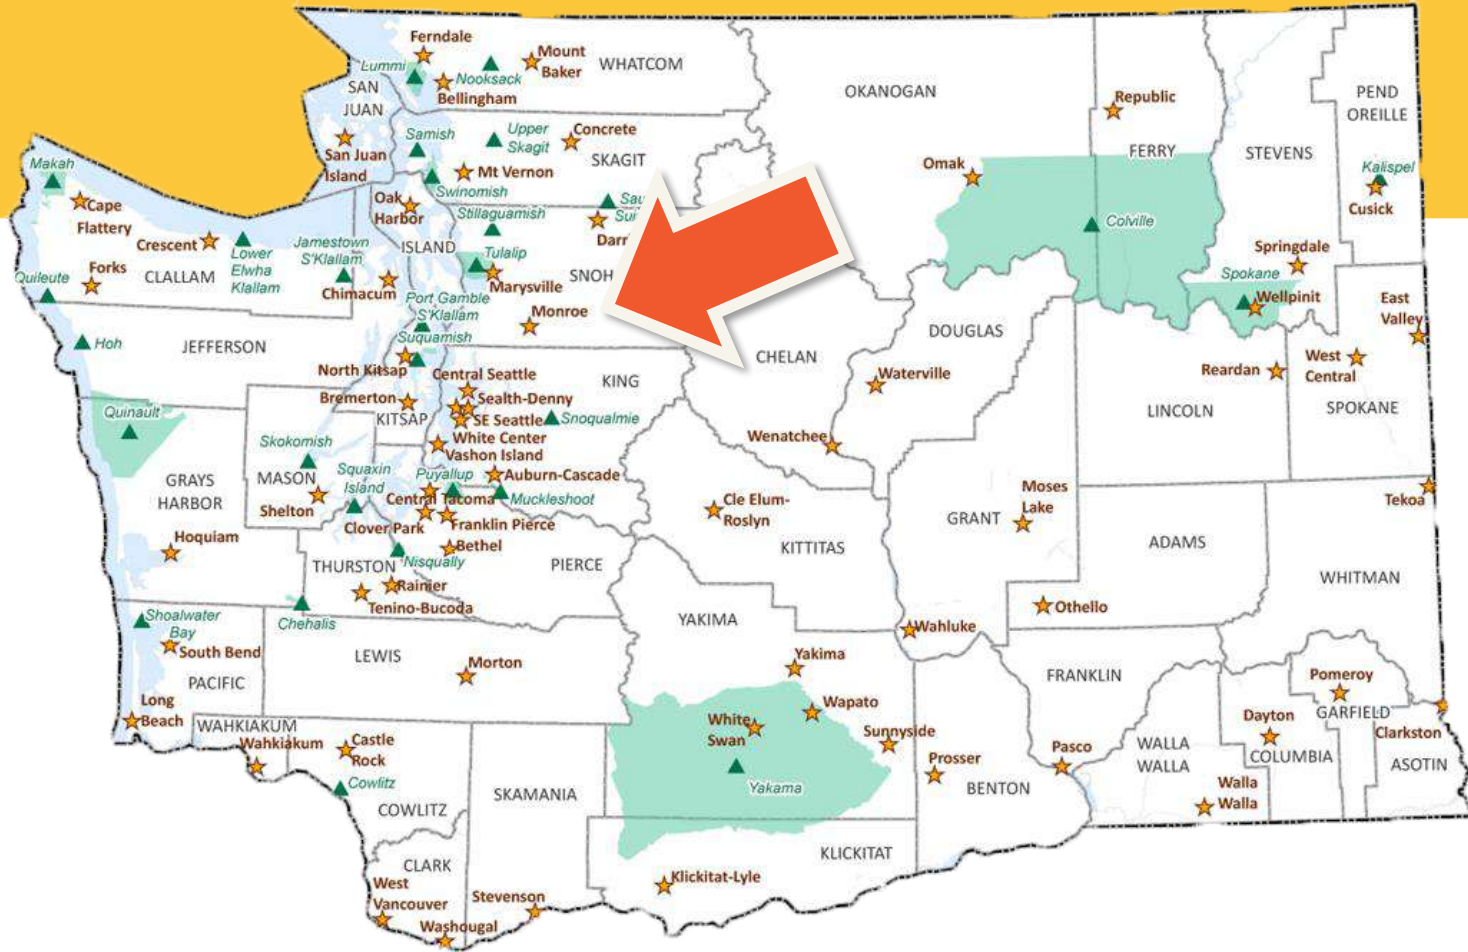 Ferndale
Mount
Baker
WHATCOM
Lummi
Nooksack
Bellingham
SAN
JUAN
OKANOGAN
Republic
PEND
OREILLE
Samish
Upper
Skagit
Concrete
SKAGIT
San Juan
Island
Mt Vernon
Swinomish
Omak
FERRY
STEVENS
Kalispel
Cusick
Makah
Cape
Flattery
Crescent
Lower
Elwha
Klallam
Jamestown
S'Klallam
Oak
Harbor
ISLAND
Stillaguamish
Sau
Sui
Darr
Colville
Springdale
Forks
CLALLAM
Quileute
Chimacum
Port Gamble
S'Klallam
Tulalip
Marysville
SNOH
Monroe
Spokane
Wellpinit
East
Valley
Hoh
JEFFERSON
Suquamish
North Kitsap
Central Seattle
KING
CHELAN
DOUGLAS
Waterville
Reardan
West
Central
SPOKANE
Bremerton
KITSAP
Sealth-Denny
SE Seattle
Snoqualmie
White Center
Vashon Island
Wenatchee
LINCOLN
Quinault
Skokomish
MASON
Squaxin
Island
Puyallup
Auburn-Cascade
GRAYS
HARBOR
Shelton
Central Tacoma
Muckleshoot
Clover Park
Franklin Pierce
Cle Elum-
Roslyn
GRANT
Moses
Lake
Tekoa
Hoquiam
Bethel
Nisqually
THURSTON
PIERCE
KITTITAS
ADAMS
WHITMAN
Rainier
Tenino-Bucoda
Chehalis
Shoalwater
Bay
South Bend
PACIFIC
LEWIS
Morton
YAKIMA
Yakima
Wahluke
Othello
FRANKLIN
Pomeroy
GARFIELD
Long
Beach
WAHKIAKUM
Wahkiakum
Castle
Rock
Cowlitz
COWLITZ
SKAMANIA
White
Swan
Wapato
Sunnyside
Yakama
Prosser
BENTON
Pasco
WALLA
WALLA
Walla
Walla
Dayton
COLUMBIA
Clarkston
ASOTIN
CLARK
West
Vancouver
Washougal
Stevenson
Klickitat-Lyle
KLICKITAT